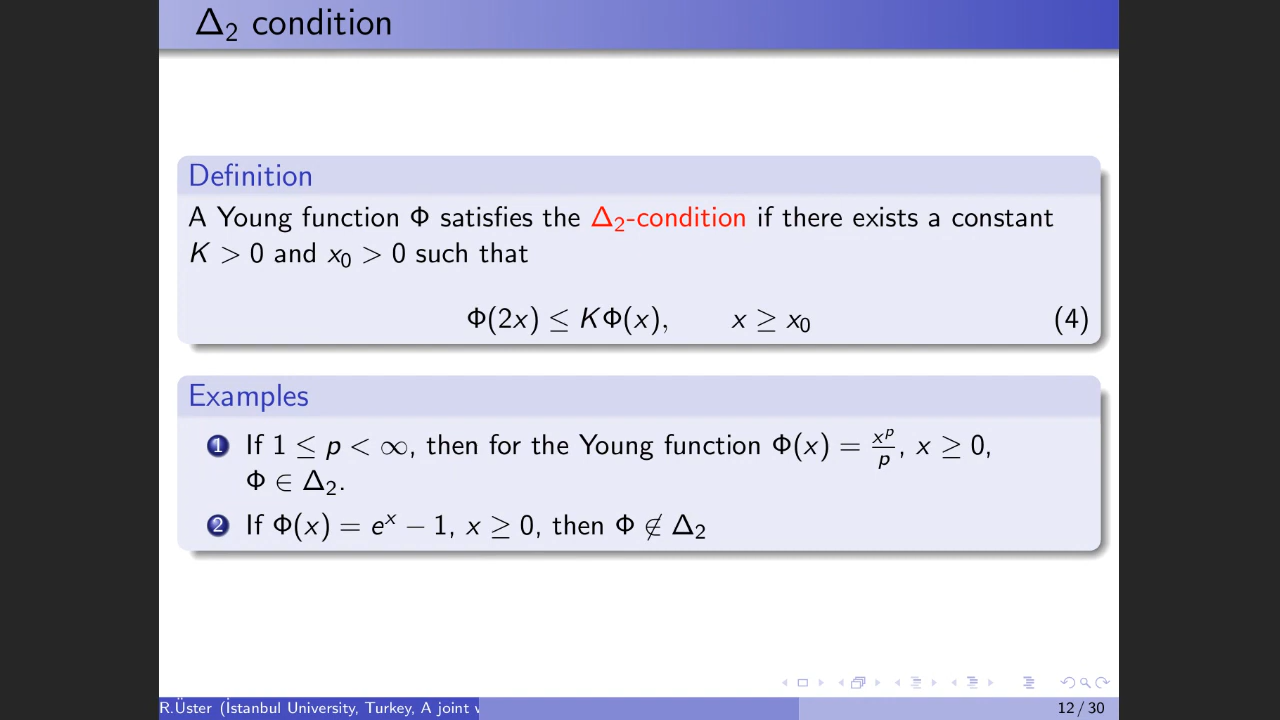 Δ₂ condition
Definition
A Young function Φ satisfies the Δ₂-condition if there exists a constant
K > 0 and x₀ > 0 such that
Φ(2x) ≤ KΦ(x), x ≥ x₀ (4)
Examples
1 If 1 ≤ p < ∞, then for the Young function Φ(x) = xᵖ/p, x ≥ 0,
Φ ∈ Δ₂.
2 If Φ(x) = eˣ − 1, x ≥ 0, then Φ ∉ Δ₂
R.Üster (İstanbul University, Turkey, A joint
12 / 30